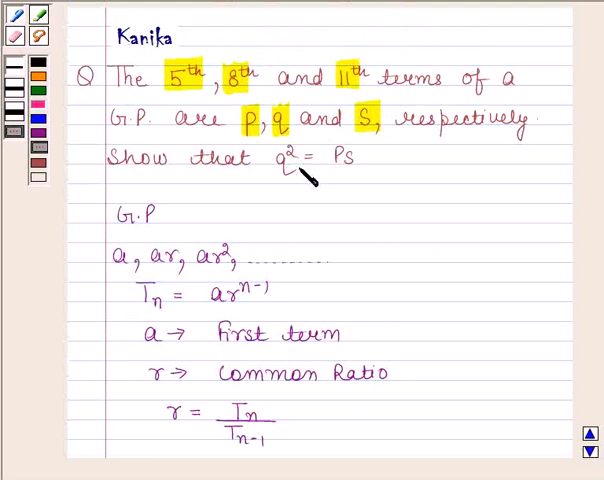 Kanika
Q The 5th, 8th and 11th terms of a
G.P. are p, q and s, respectively.
Show that q² = ps
G.P
a, ar, ar², ..........
Tn = arⁿ⁻¹
a → First term
r → Common Ratio
r = Tn / Tn-1